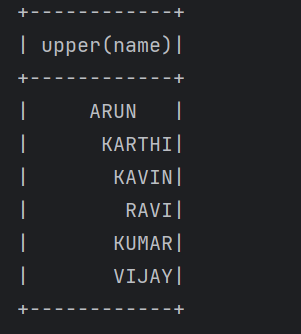 +------------+
| upper(name)|
+------------+
|     ARUN   |
|      KARTHI|
|       KAVIN|
|        RAVI|
|       KUMAR|
|       VIJAY|
+------------+